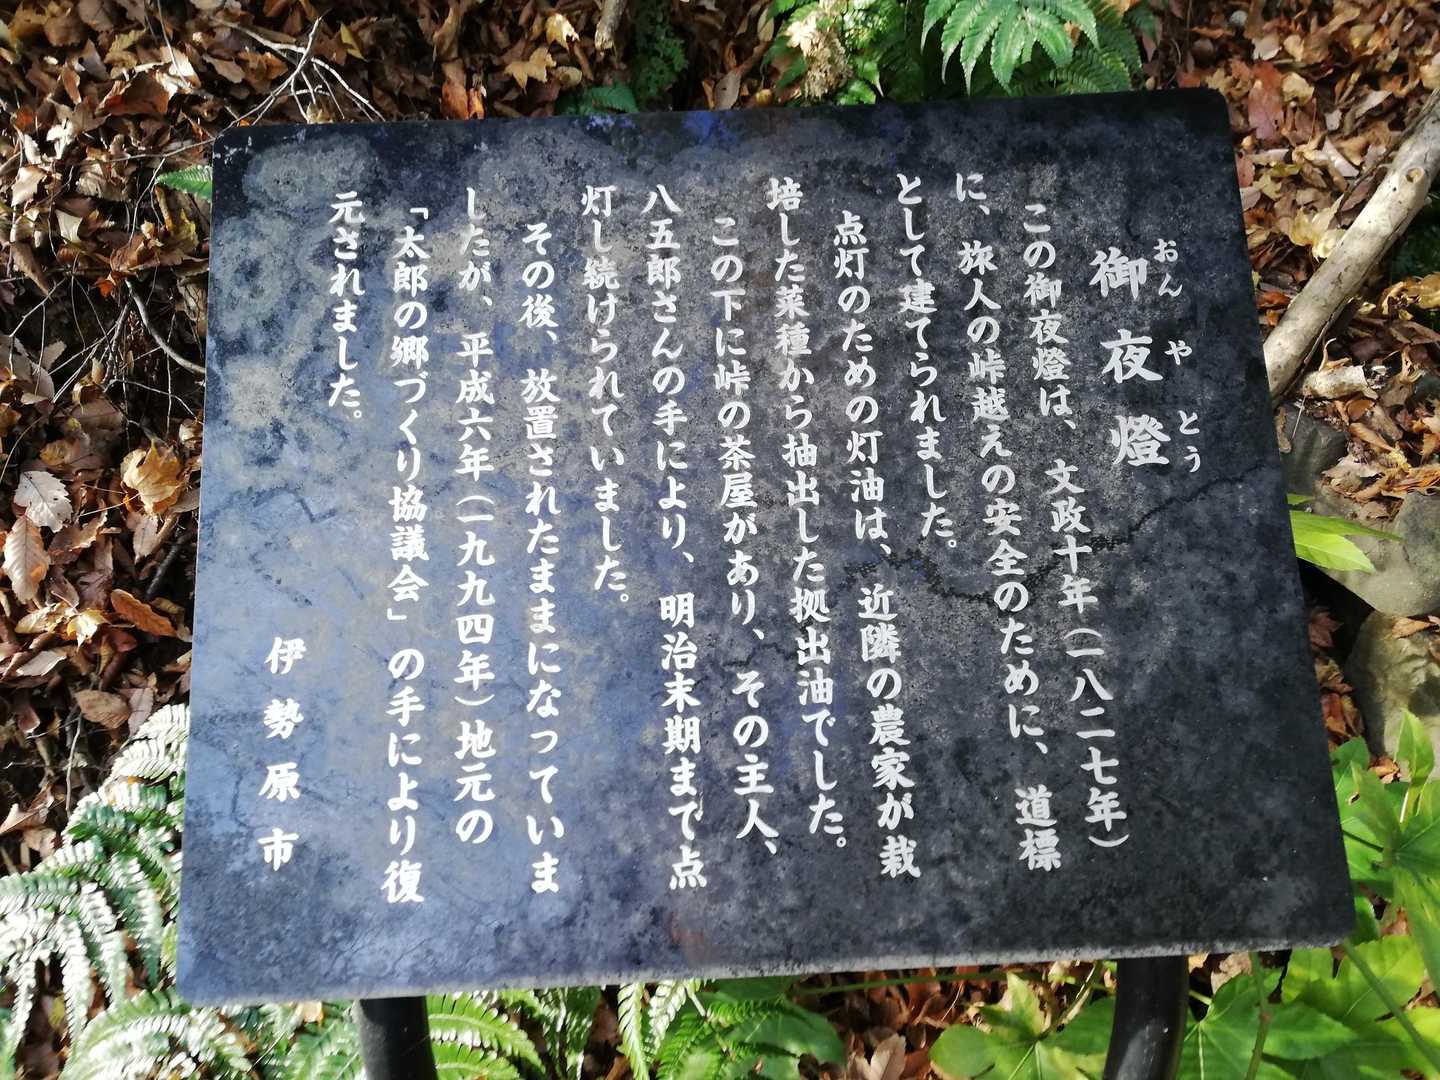 御夜燈
おんやとう
この御夜燈は、文政十年(一八二七年)
に、旅人の峠越えの安全のために、道標
として建てられました。
点灯のための灯油は、近隣の農家が栽
培した菜種から抽出した拠出油でした。
この下に峠の茶屋があり、その主人、
八五郎さんの手により、明治末期まで点
灯し続けられていました。
その後、放置されたままになっていま
したが、平成六年(一九九四年)地元の
「太郎の郷づくり協議会」の手により復
元されました。
伊勢原市